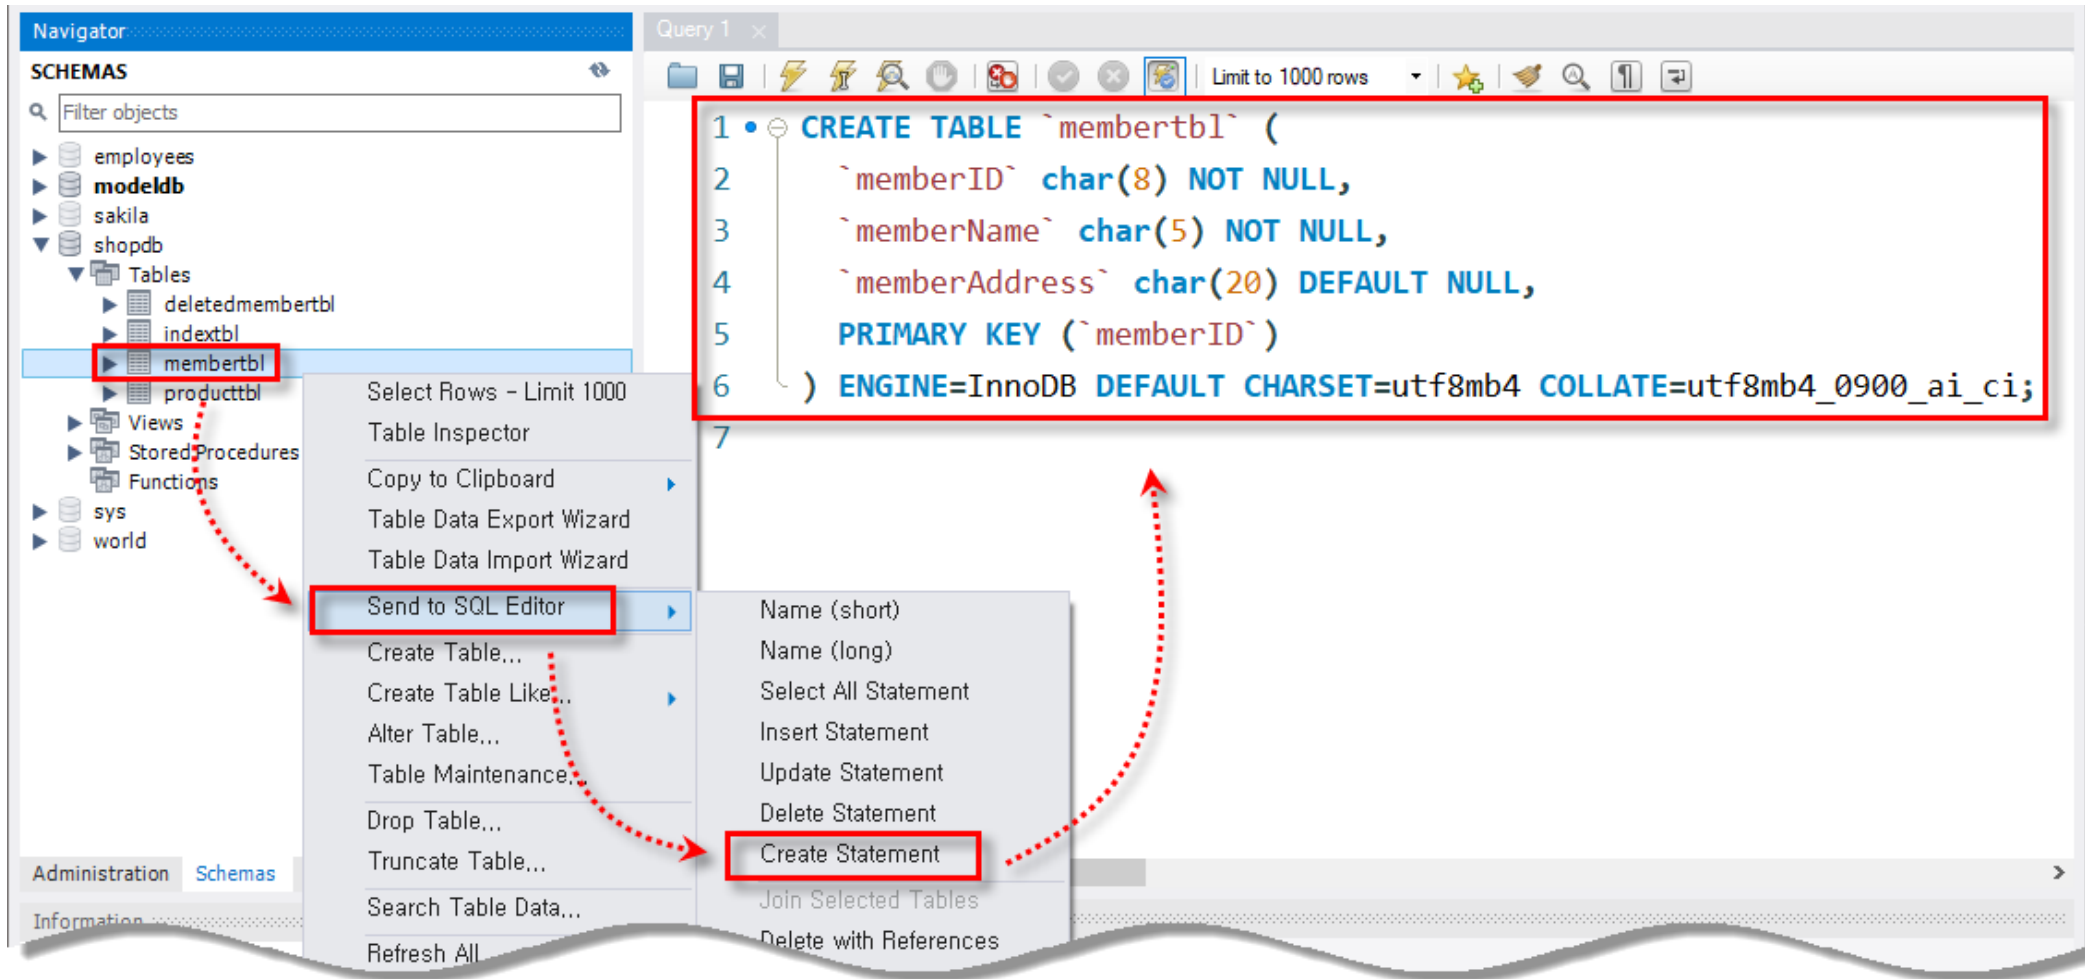 Navigator
SCHEMAS
Filter objects
employees
modeldb
sakila
shopdb
Tables
deletedmembertbl
indextbl
membertbl
producttbl
Views
Stored Procedures
Functions
sys
world
Administration Schemas
Information
Select Rows - Limit 1000
Table Inspector
Copy to Clipboard
Table Data Export Wizard
Table Data Import Wizard
Send to SQL Editor
Create Table...
Create Table Like...
Alter Table...
Table Maintenance...
Drop Table...
Truncate Table...
Search Table Data...
Refresh All
Name (short)
Name (long)
Select All Statement
Insert Statement
Update Statement
Delete Statement
Create Statement
Join Selected Tables
Delete with References
Query 1
Limit to 1000 rows
1 CREATE TABLE `membertbl` (
2 `memberID` char(8) NOT NULL,
3 `memberName` char(5) NOT NULL,
4 `memberAddress` char(20) DEFAULT NULL,
5 PRIMARY KEY (`memberID`)
6 ) ENGINE=InnoDB DEFAULT CHARSET=utf8mb4 COLLATE=utf8mb4_0900_ai_ci;
7